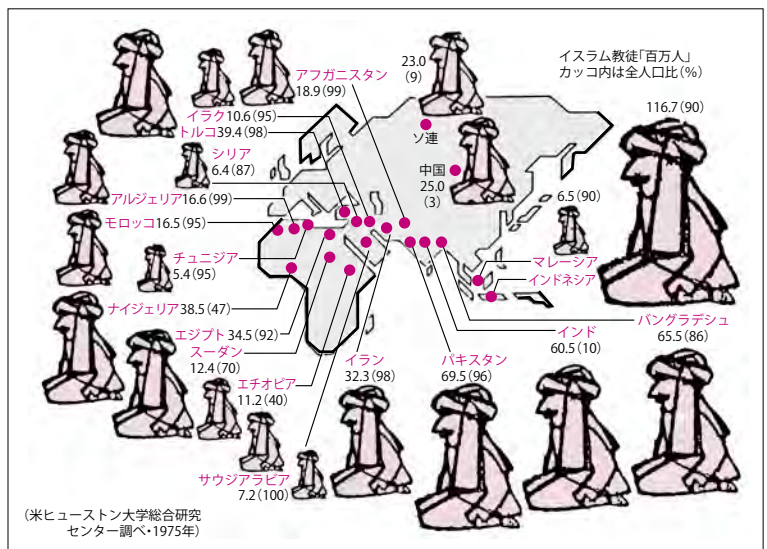 イスラム教徒「百万人」
カッコ内は全人口比(%)
アフガニスタン
18.9(99)
イラク10.6(95)
トルコ39.4(98)
シリア
6.4(87)
アルジェリア16.6(99)
モロッコ16.5(95)
チュニジア
5.4(95)
ナイジェリア38.5(47)
エジプト34.5(92)
スーダン
12.4(70)
エチオピア
11.2(40)
サウジアラビア
7.2(100)
イラン
32.3(98)
パキスタン
69.5(96)
インド
60.5(10)
バングラデシュ
65.5(86)
23.0
(9)
ソ連
中国
25.0
(3)
6.5(90)
マレーシア
116.7(90)
インドネシア
(米ヒューストン大学総合研究
センター調べ・1975年)